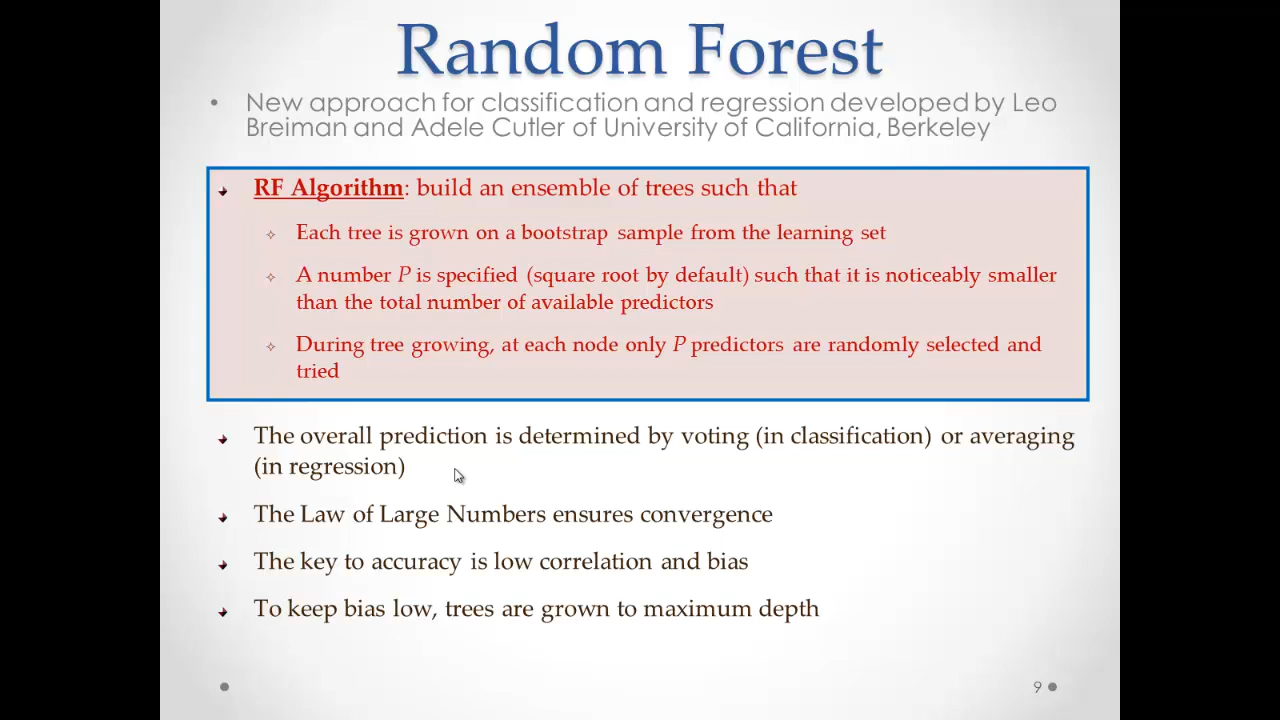 Random Forest
• New approach for classification and regression developed by Leo
Breiman and Adele Cutler of University of California, Berkeley
RF Algorithm: build an ensemble of trees such that
Each tree is grown on a bootstrap sample from the learning set
A number P is specified (square root by default) such that it is noticeably smaller
than the total number of available predictors
During tree growing, at each node only P predictors are randomly selected and
tried
The overall prediction is determined by voting (in classification) or averaging
(in regression)
The Law of Large Numbers ensures convergence
The key to accuracy is low correlation and bias
To keep bias low, trees are grown to maximum depth
9